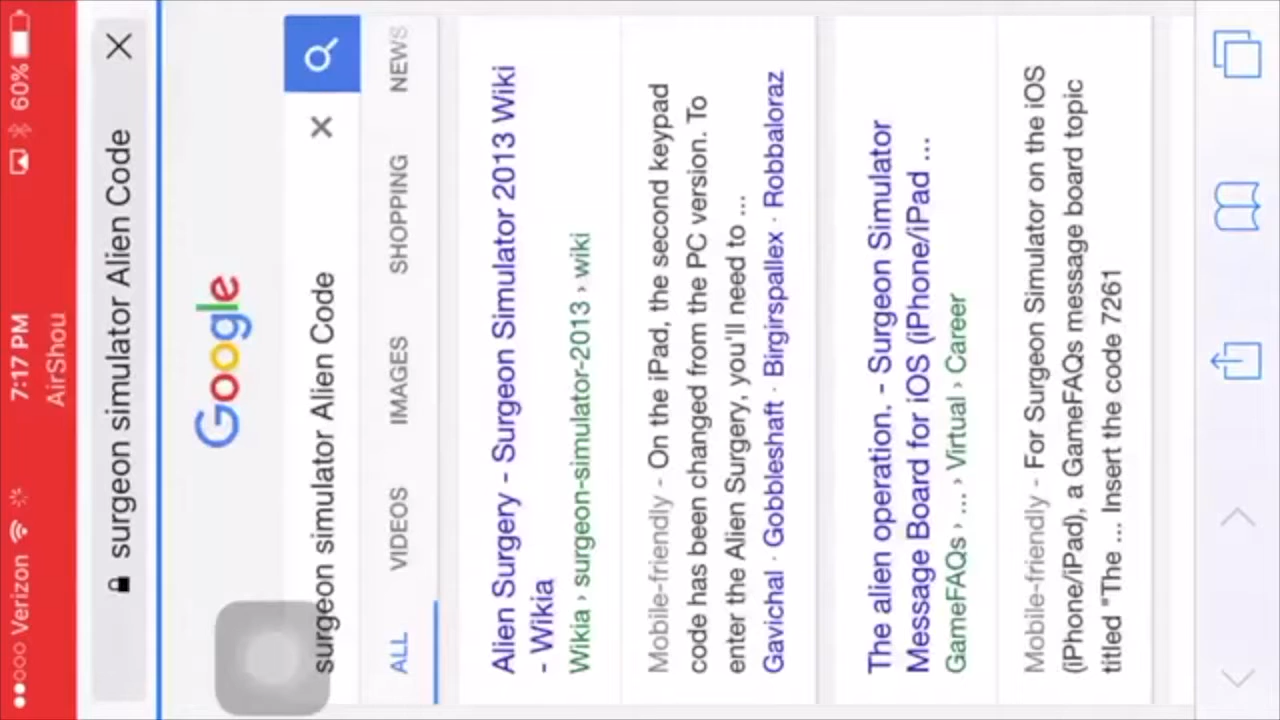 Verizon 7:17 PM 60%
AirShou
surgeon simulator Alien Code
Google
surgeon simulator Alien Code
ALL VIDEOS IMAGES SHOPPING NEWS
Alien Surgery - Surgeon Simulator 2013 Wiki
- Wikia
Wikia › surgeon-simulator-2013 › wiki
Mobile-friendly - On the iPad, the second keypad
code has been changed from the PC version. To
enter the Alien Surgery, you'll need to ...
Gavichal · Gobbleshaft · Birgirspallex · Robbaloraz
The alien operation. - Surgeon Simulator
Message Board for iOS (iPhone/iPad ...
GameFAQs › ... › Virtual › Career
Mobile-friendly - For Surgeon Simulator on the iOS
(iPhone/iPad), a GameFAQs message board topic
titled "The ... Insert the code 7261